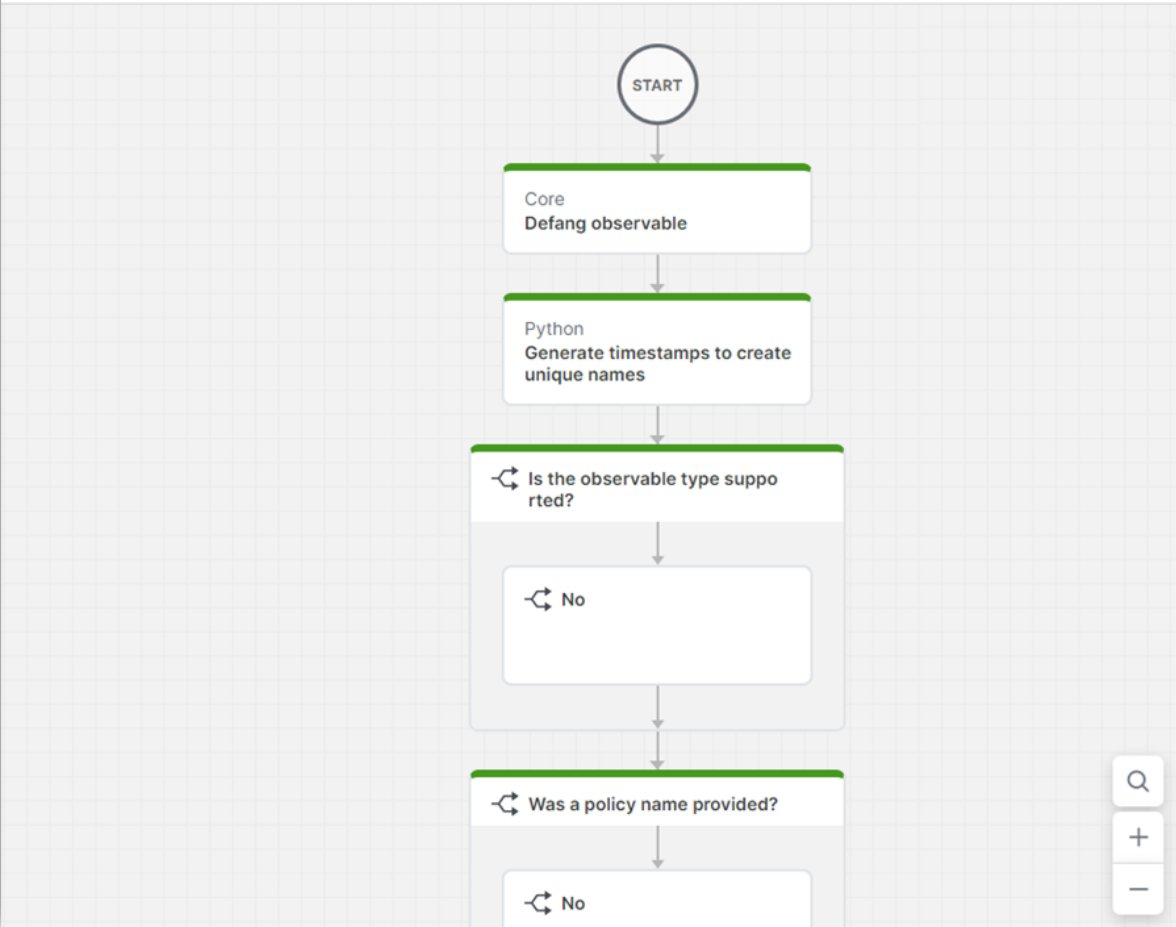 START
Core
Defang observable
Python
Generate timestamps to create
unique names
Is the observable type suppo
rted?
No
Was a policy name provided?
No